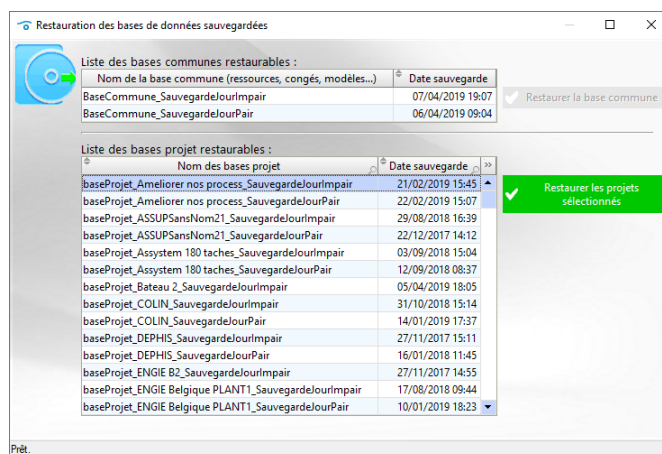 Restauration des bases de données sauvegardées
Liste des bases communes restaurables :
Nom de la base commune (ressources, congés, modèles...) Date sauvegarde
BaseCommune_SauvegardeJourImpair 07/04/2019 19:07
Restaurer la base commune
BaseCommune_SauvegardeJourPair 06/04/2019 09:04
Liste des bases projet restaurables :
Nom des bases projet Date sauvegarde »
baseProjet_Ameliorer nos process_SauvegardeJourImpair 21/02/2019 15:45
baseProjet_Ameliorer nos process_SauvegardeJourPair 22/02/2019 15:07
Restaurer les projets
sélectionnés
baseProjet_ASSUPSansNom21_SauvegardeJourImpair 29/08/2018 16:39
baseProjet_ASSUPSansNom21_SauvegardeJourPair 22/12/2017 14:12
baseProjet_Assystem 180 taches_SauvegardeJourImpair 03/09/2018 15:04
baseProjet_Assystem 180 taches_SauvegardeJourPair 12/09/2018 08:37
baseProjet_Bateau 2_SauvegardeJourImpair 05/04/2019 18:05
baseProjet_COLIN_SauvegardeJourImpair 31/10/2018 15:14
baseProjet_COLIN_SauvegardeJourPair 14/01/2019 17:37
baseProjet_DEPHIS_SauvegardeJourImpair 27/11/2017 15:11
baseProjet_DEPHIS_SauvegardeJourPair 16/01/2018 11:45
baseProjet_ENGIE B2_SauvegardeJourImpair 27/11/2017 14:55
baseProjet_ENGIE Belgique PLANT1_SauvegardeJourImpair 17/08/2018 09:44
baseProjet_ENGIE Belgique PLANT1_SauvegardeJourPair 10/01/2019 18:23
Prêt.